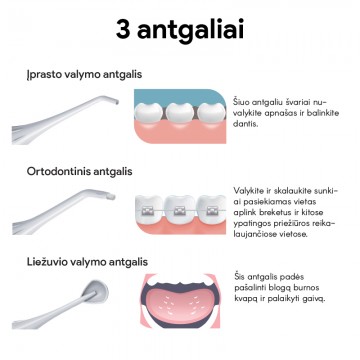 3 antgaliai
Įprasto valymo antgalis
Šiuo antgaliu švariai nu-
valykite apnašas ir balinkite
dantis.
Ortodontinis antgalis
Valykite ir skalaukite sunki-
ai pasiekiamas vietas
aplink breketus ir kitose
ypatingos priežiūros reika-
laujančiose vietose.
Liežuvio valymo antgalis
Šis antgalis padės
pašalinti blogą burnos
kvapą ir palaikyti gaivą.